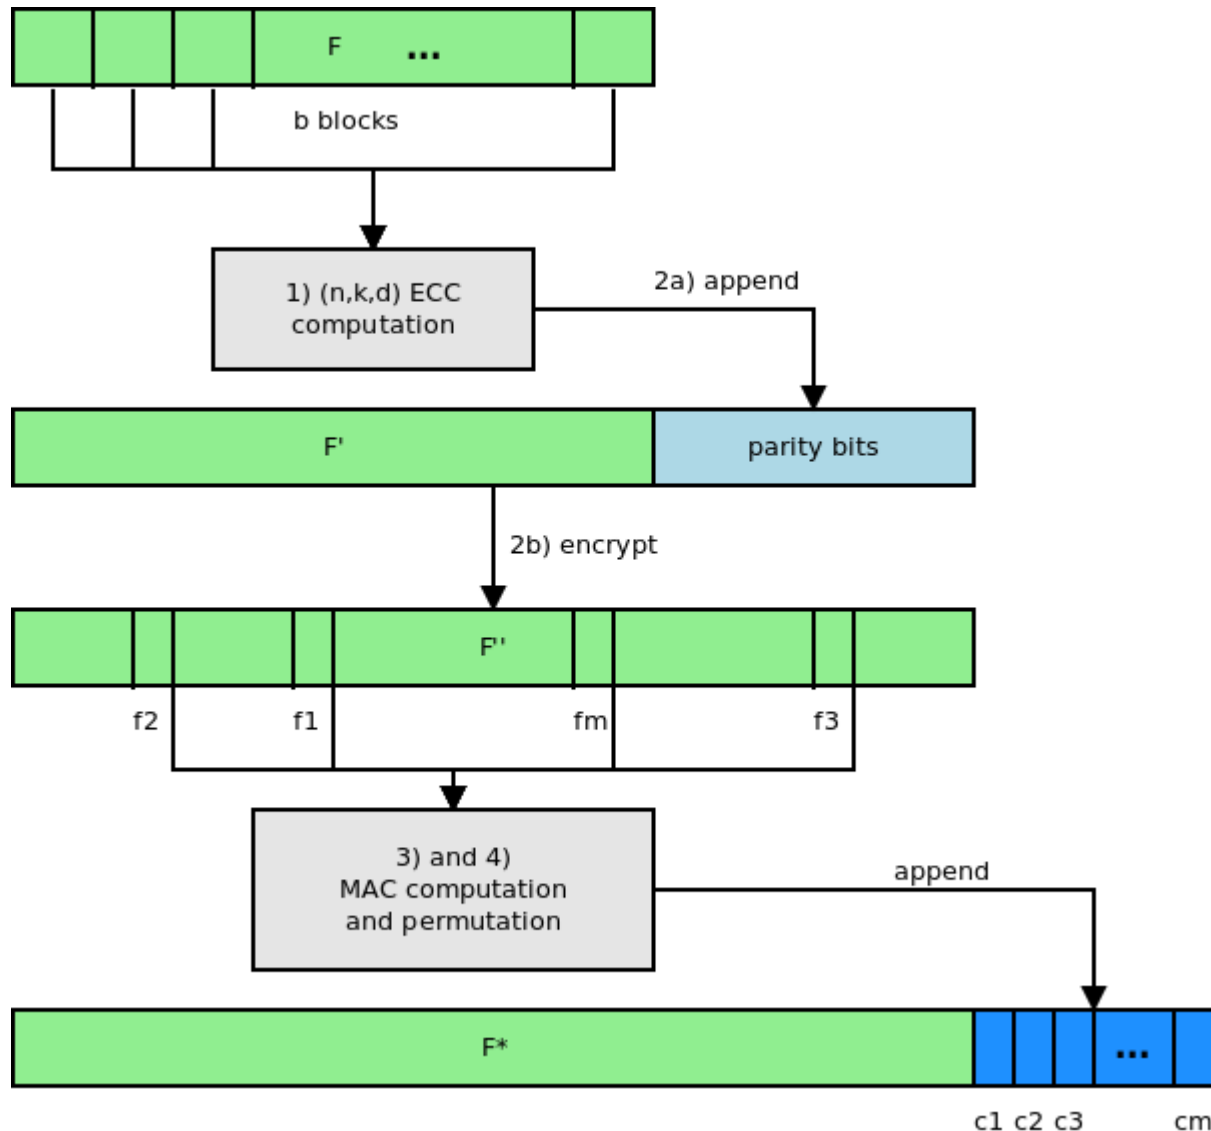 F ...
b blocks
1) (n,k,d) ECC
computation
2a) append
F'
parity bits
2b) encrypt
F''
f2
f1
fm
f3
3) and 4)
MAC computation
and permutation
append
F*
...
c1 c2 c3
cm